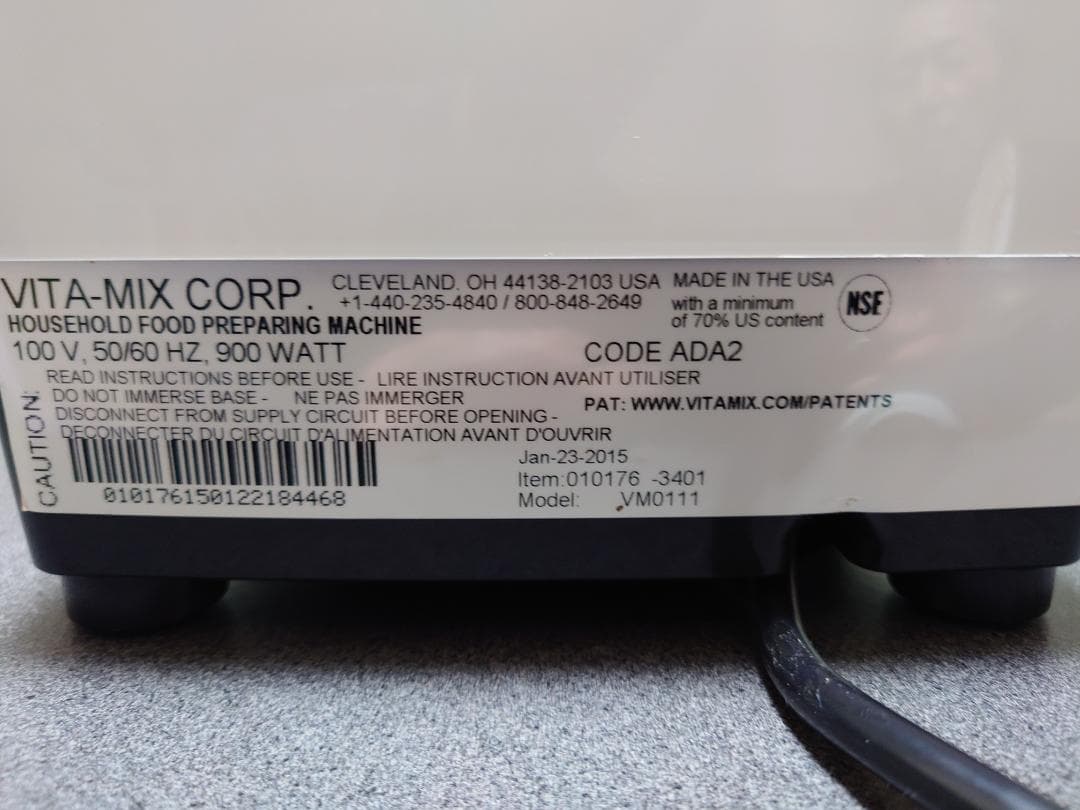 VITA-MIX CORP.
CLEVELAND. OH 44138-2103 USA
+1-440-235-4840 / 800-848-2649
MADE IN THE USA
with a minimum
of 70% US content
NSF
HOUSEHOLD FOOD PREPARING MACHINE
100 V, 50/60 HZ, 900 WATT
CODE ADA2
CAUTION:
READ INSTRUCTIONS BEFORE USE - LIRE INSTRUCTION AVANT UTILISER
DO NOT IMMERSE BASE - NE PAS IMMERGER
PAT: WWW.VITAMIX.COM/PATENTS
DISCONNECT FROM SUPPLY CIRCUIT BEFORE OPENING -
DECONNECTER DU CIRCUIT D'ALIMENTATION AVANT D'OUVRIR
010176150122184468
Jan-23-2015
Item:010176 -3401
Model: VM0111